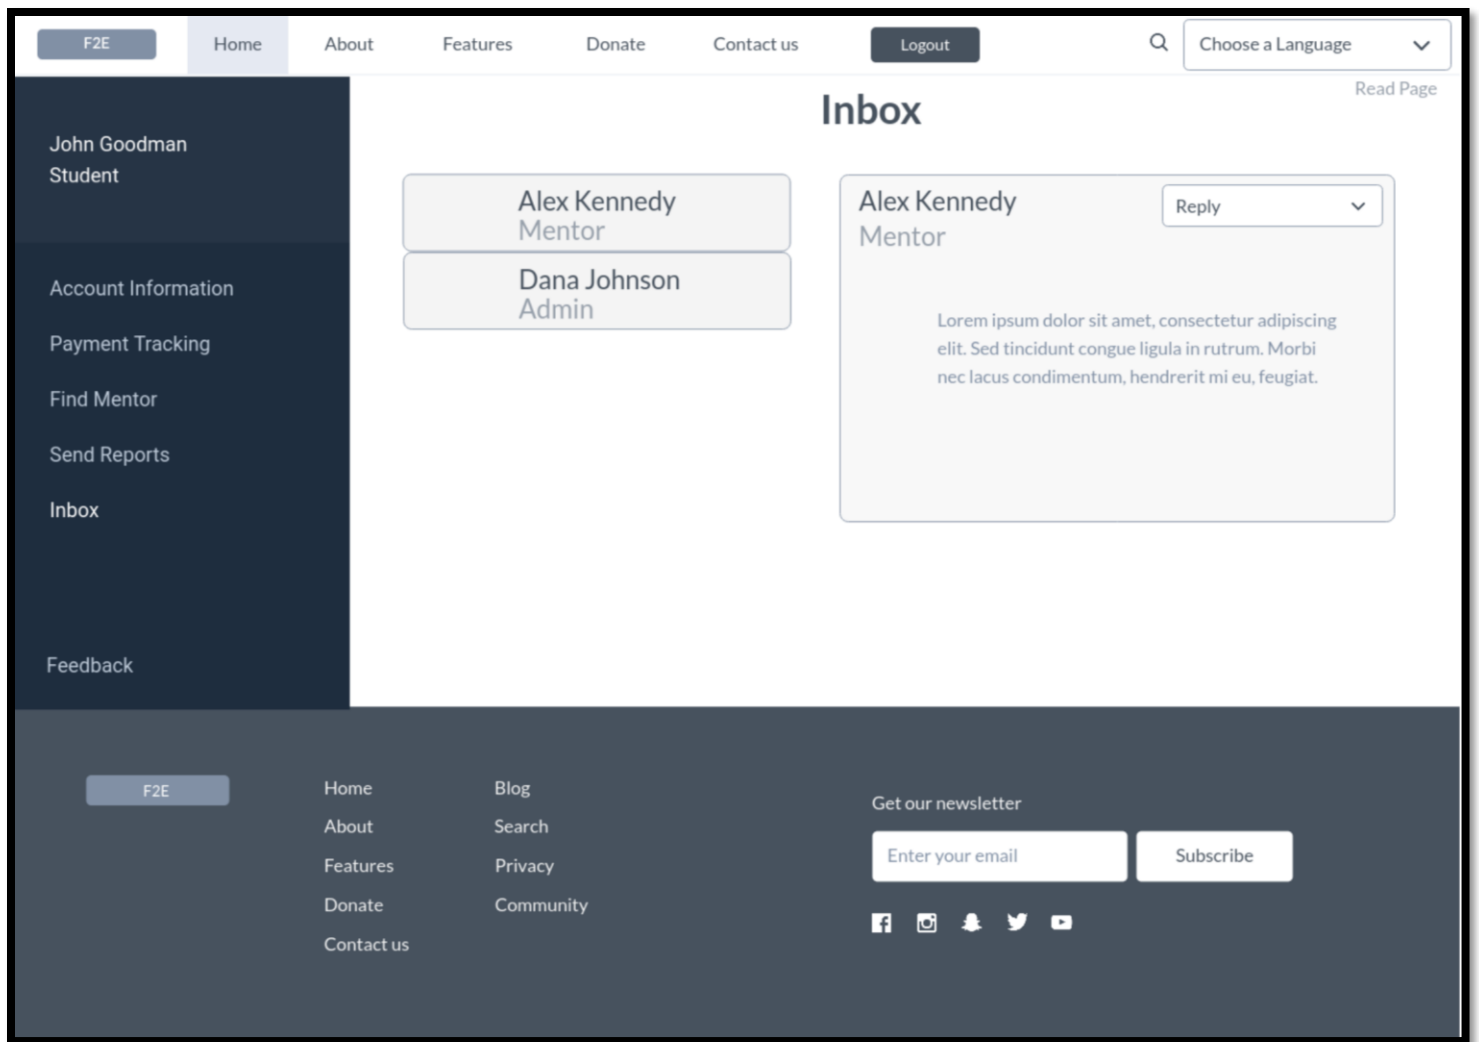 F2E
Home
About
Features
Donate
Contact us
Logout
Choose a Language
Read Page
John Goodman
Student
Account Information
Payment Tracking
Find Mentor
Send Reports
Inbox
Feedback
Inbox
Alex Kennedy
Mentor
Dana Johnson
Admin
Alex Kennedy
Mentor
Reply
Lorem ipsum dolor sit amet, consectetur adipiscing
elit. Sed tincidunt congue ligula in rutrum. Morbi
nec lacus condimentum, hendrerit mi eu, feugiat.
F2E
Home
About
Features
Donate
Contact us
Blog
Search
Privacy
Community
Get our newsletter
Enter your email
Subscribe